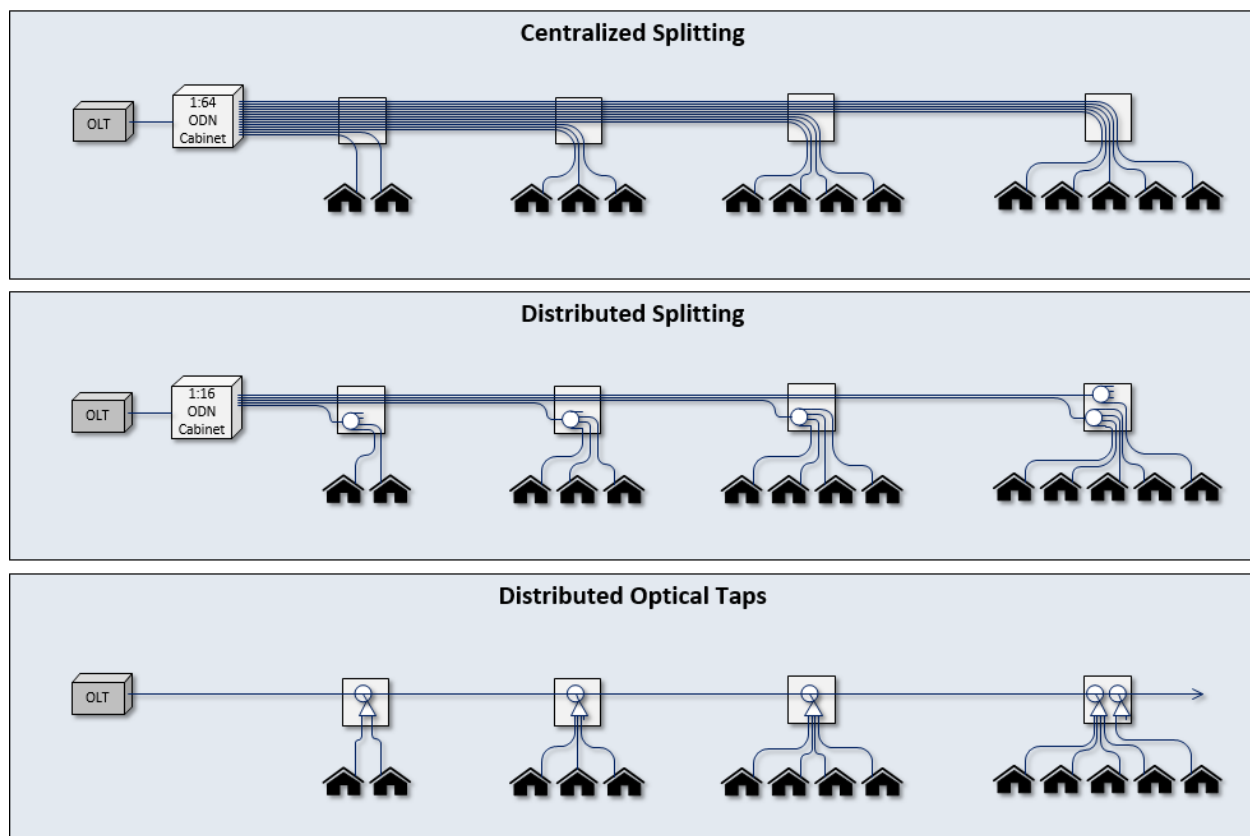 Centralized Splitting
OLT
1:64
ODN
Cabinet
Distributed Splitting
OLT
1:16
ODN
Cabinet
Distributed Optical Taps
OLT